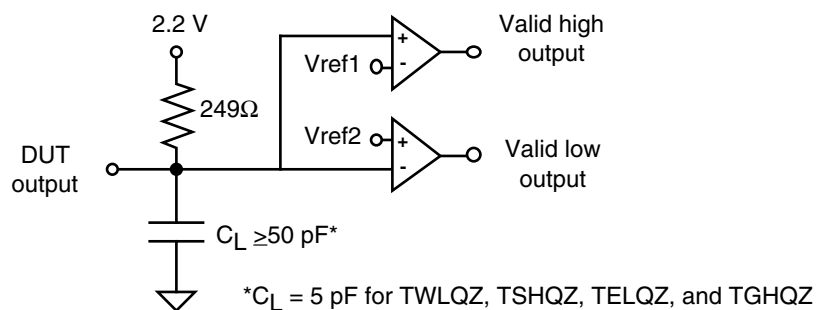 2.2 V
Valid high
output
+
-
Vref1
249Ω
Vref2
+
-
DUT
output
Valid low
output
CL ≥50 pF*
*CL = 5 pF for TWLQZ, TSHQZ, TELQZ, and TGHQZ